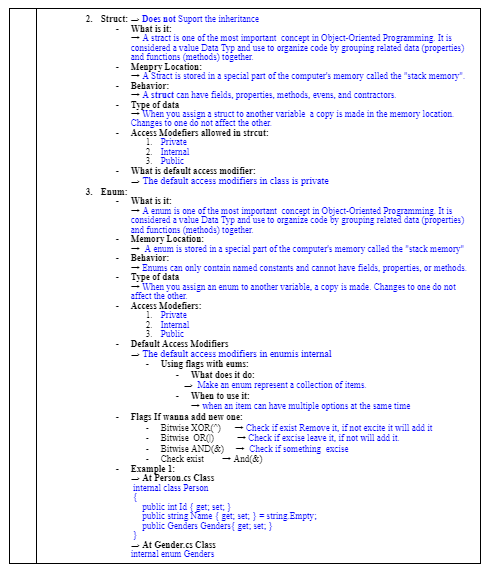 2. Struct: → Does not Suport the inheritance
- What is it:
→ A stract is one of the most important concept in Object-Oriented Programming. It is
considered a value Data Typ and use to organize code by grouping related data (properties)
and functions (methods) together.
- Menpry Location:
→ A Stract is stored in a special part of the computer's memory called the "stack memory".
- Behavior:
→ A struct can have fields, properties, methods, evens, and contractors.
- Type of data
→ When you assign a struct to another variable a copy is made in the memory location.
Changes to one do not affect the other.
- Access Modefiers allowed in strcut:
1. Private
2. Internal
3. Public
- What is default access modifier:
→ The default access modifiers in class is private
3. Enum:
- What is it:
→ A enum is one of the most important concept in Object-Oriented Programming. It is
considered a value Data Typ and use to organize code by grouping related data (properties)
and functions (methods) together.
- Memory Location:
→ A enum is stored in a special part of the computer's memory called the "stack memory"
- Behavior:
→ Enums can only contain named constants and cannot have fields, properties, or methods.
- Type of data
→ When you assign an enum to another variable, a copy is made. Changes to one do not
affect the other.
- Access Modefiers:
1. Private
2. Internal
3. Public
- Default Access Modifiers
→ The default access modifiers in enumis internal
- Using flags with eums:
- What does it do:
→ Make an enum represent a collection of items.
- When to use it:
→ when an item can have multiple options at the same time
- Flags If wanna add new one:
- Bitwise XOR(^) → Check if exist Remove it, if not excite it will add it
- Bitwise OR(|) → Check if excise leave it, if not will add it.
- Bitwise AND(&) → Check if something excise
- Check exist → And(&)
- Example 1:
→ At Person.cs Class
internal class Person
{
public int Id { get; set; }
public string Name { get; set; } = string.Empty;
public Genders Genders{ get; set; }
}
→ At Gender.cs Class
internal enum Genders